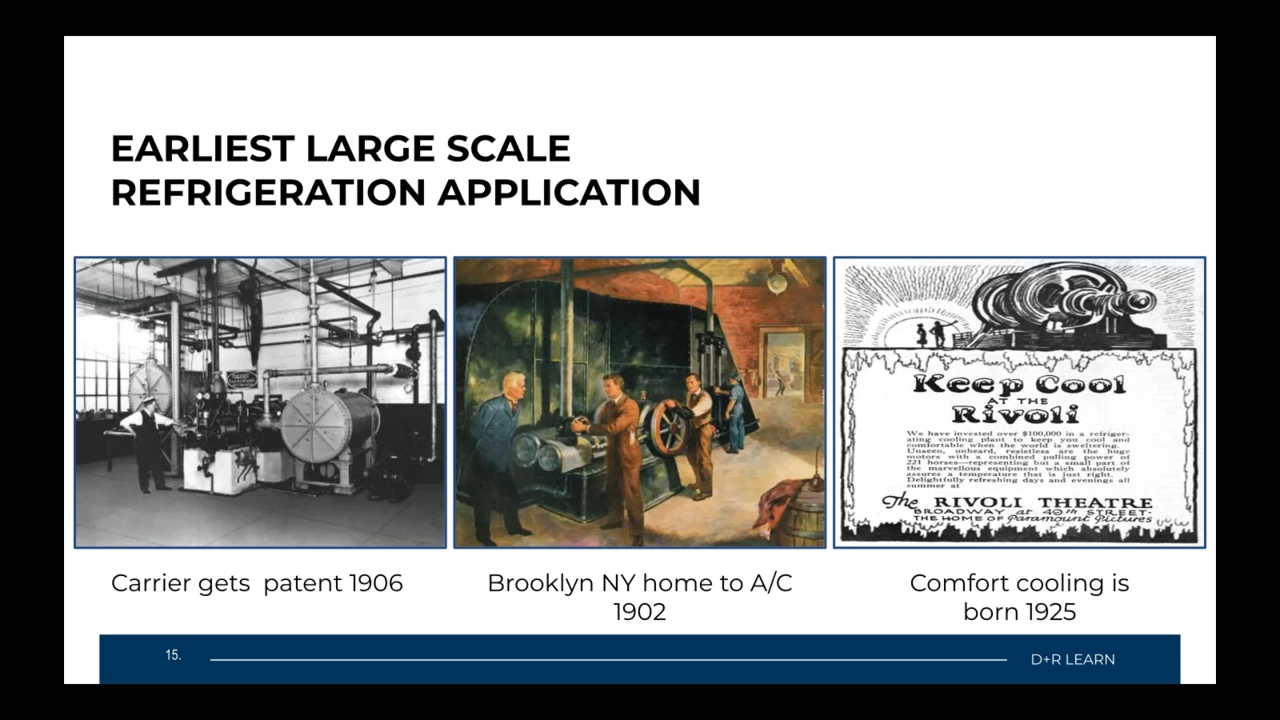 EARLIEST LARGE SCALE
REFRIGERATION APPLICATION
Keep Cool
AT THE
Rivoli
We have invested over $100,000 in a refriger-
ating cooling plant to keep you cool and
comfortable when the world is sweltering.
Unseen, unheard, resistless are the huge
motors with a combined pulling power of
221 horses—representing but a small part of
the marvellous equipment which absolutely
assures a temperature that is just right.
Delightfully refreshing days and evenings all
summer at
The RIVOLI THEATRE
BROADWAY at 49th STREET·
THE HOME OF Paramount Pictures
Carrier gets  patent 1906
Brooklyn NY home to A/C
1902
Comfort cooling is
born 1925
15.
D+R LEARN